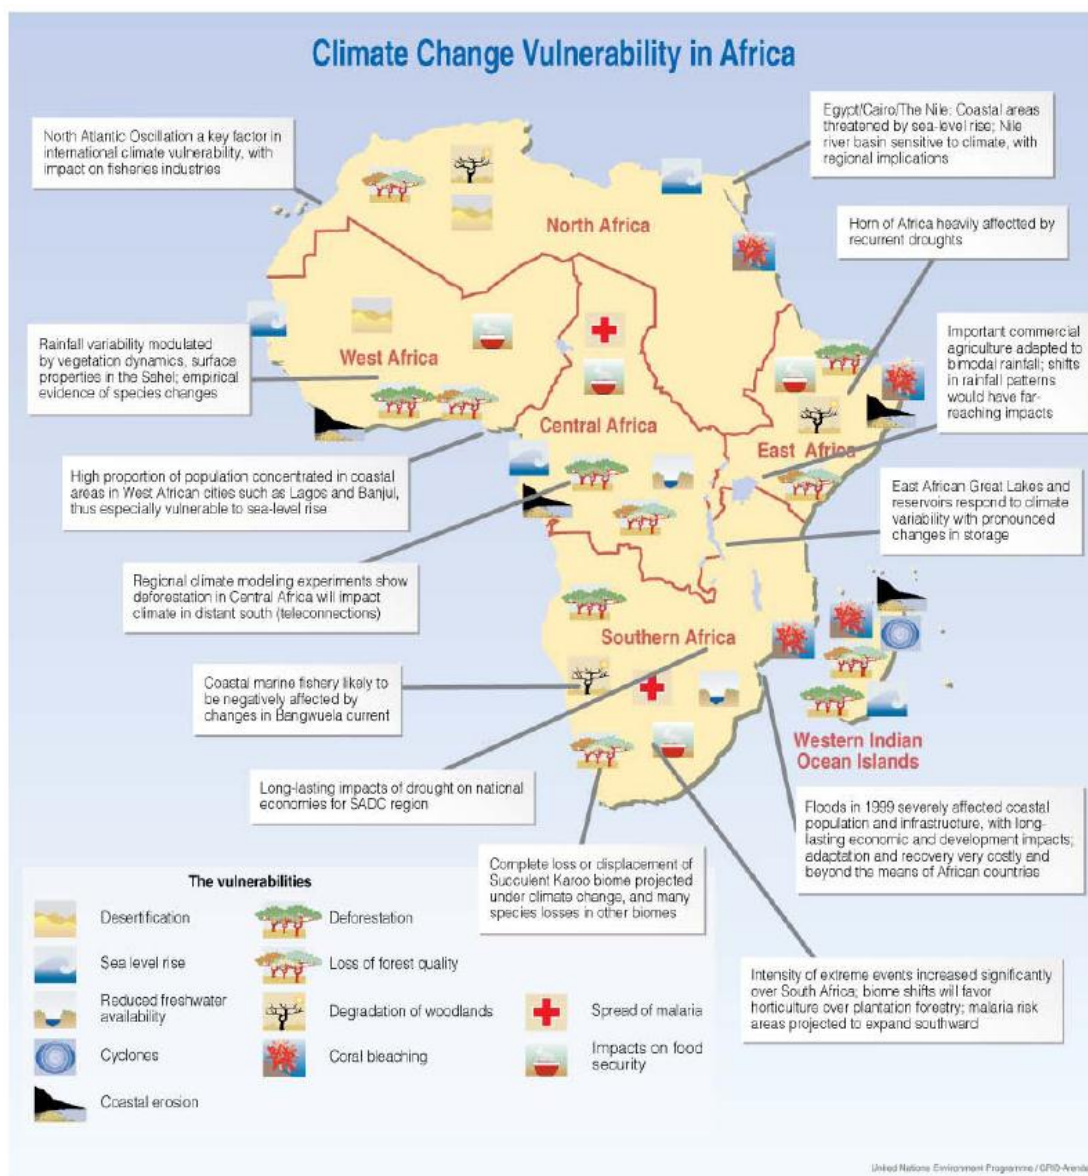 Climate Change Vulnerability in Africa
North Atlantic Oscillation a key factor in
international climate vulnerability, with
impact on fisheries industries
Egypt/Cairo/The Nile: Coastal areas
threatened by sea-level rise; Nile
river basin sensitive to climate, with
regional implications
North Africa
Horn of Africa heavily affectted by
recurrent droughts
Rainfall variability modulated
by vegetation dynamics, surface
properties in the Sahel; empirical
evidence of species changes
West Africa
Important commercial
agriculture adapted to
bimodal rainfall; shifts
in rainfall patterns
would have far-
reaching impacts
Central Africa
East Africa
High proportion of population concentrated in coastal
areas in West African cities such as Lagos and Banjul,
thus especially vulnerable to sea-level rise
East African Great Lakes and
reservoirs respond to climate
variability with pronounced
changes in storage
Regional climate modeling experiments show
deforestation in Central Africa will impact
climate in distant south (teleconnections)
Southern Africa
Coastal marine fishery likely to
be negatively affected by
changes in Bangwuela current
Western Indian
Ocean Islands
Long-lasting impacts of drought on national
economies for SADC region
Floods in 1999 severely affected coastal
population and infrastructure, with long-
lasting economic and development impacts;
adaptation and recovery very costly and
beyond the means of African countries
Complete loss or displacement of
Succulent Karoo biome projected
under climate change, and many
species losses in other biomes
Intensity of extreme events increased significantly
over South Africa; biome shifts will favor
horticulture over plantation forestry; malaria risk
areas projected to expand southward
The vulnerabilities
Desertification
Sea level rise
Reduced freshwater
availability
Cyclones
Coastal erosion
Deforestation
Loss of forest quality
Degradation of woodlands
Coral bleaching
Spread of malaria
Impacts on food
security
United Nations Environment Programme / GRID-Arendal